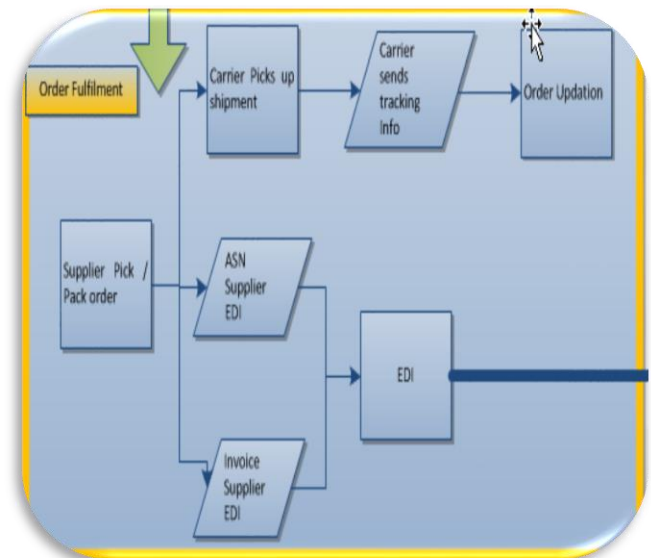 Order Fulfilment
Carrier Picks up
shipment
Carrier
sends
tracking
Info
Order Updation
Supplier Pick /
Pack order
ASN
Supplier
EDI
EDI
Invoice
Supplier
EDI